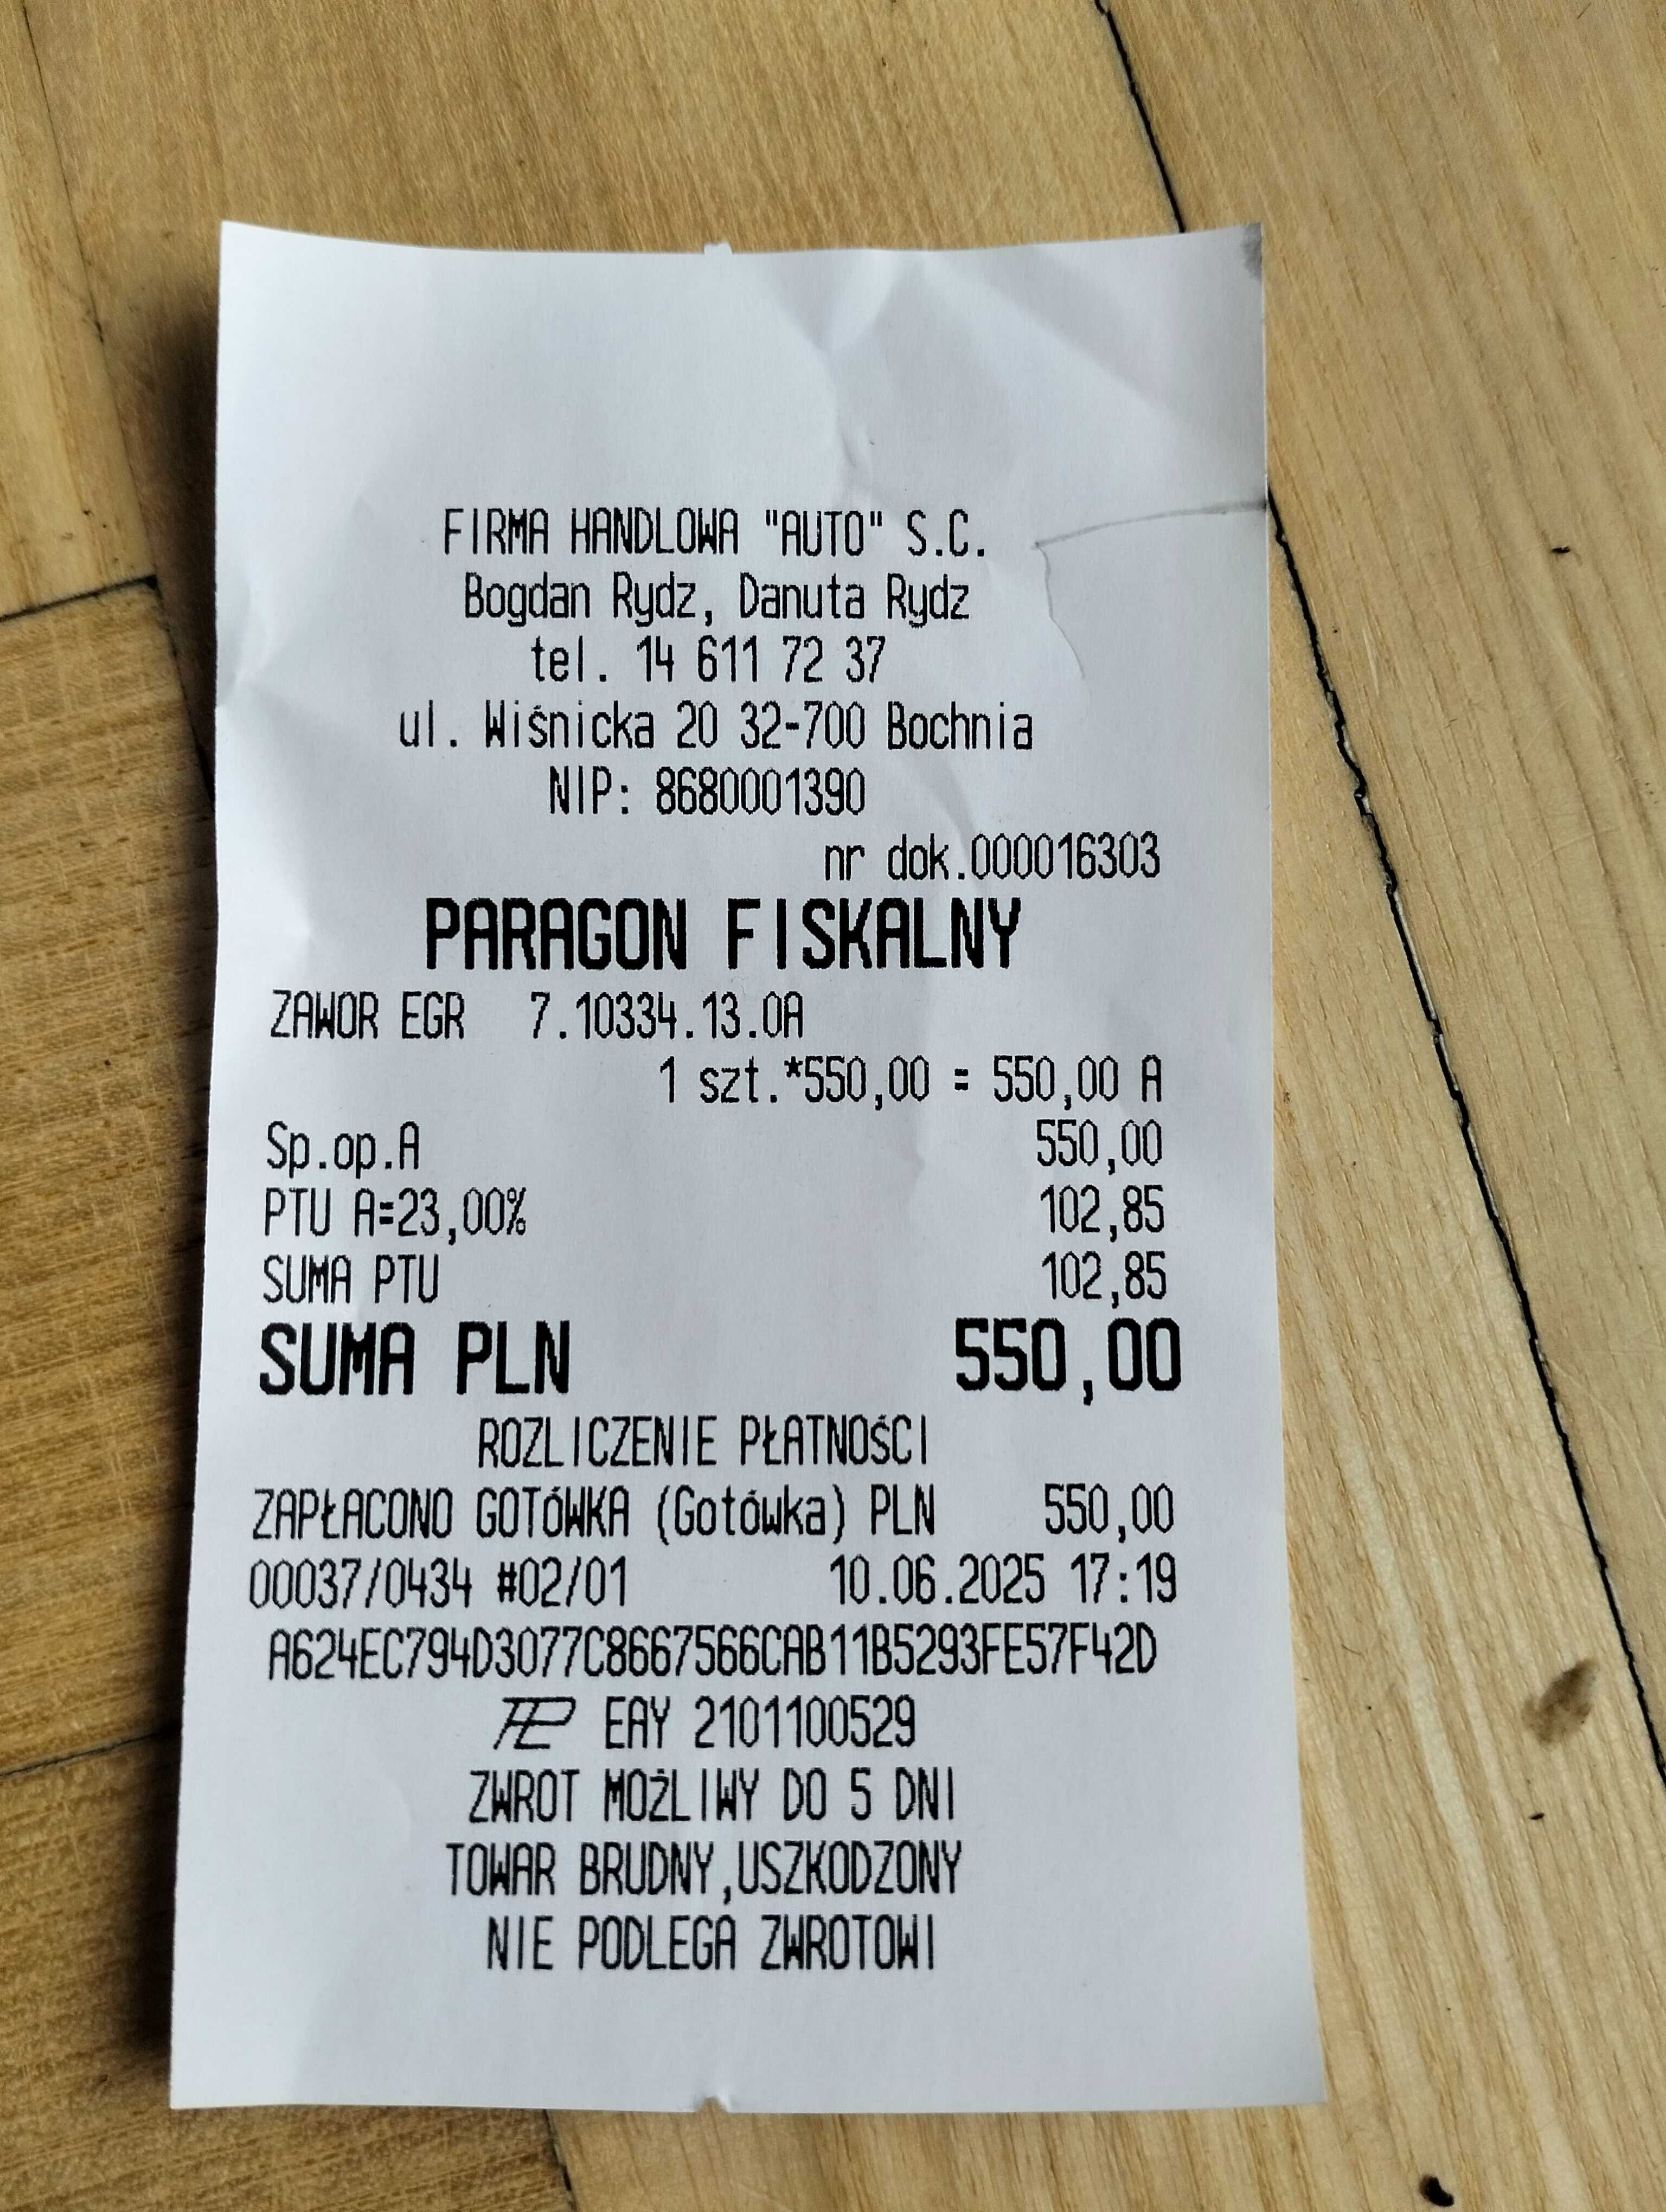 FIRMA HANDLOWA "AUTO" S.C.
Bogdan Rydz, Danuta Rydz
tel. 14 611 72 37
ul. Wiśnicka 20 32-700 Bochnia
NIP: 8680001390
nr dok.000016303
PARAGON FISKALNY
ZAWOR EGR 7.10334.13.0A
1 szt.*550,00 = 550,00 A
Sp.op.A 550,00
PTU A=23,00% 102,85
SUMA PTU 102,85
SUMA PLN 550,00
ROZLICZENIE PŁATNOŚCI
ZAPŁACONO GOTÓWKA (Gotówka) PLN 550,00
00037/0434 #02/01 10.06.2025 17:19
A624EC794D3077C8667566CAB11B5293FE57F42D
EAY 2101100529
ZWROT MOŻLIWY DO 5 DNI
TOWAR BRUDNY,USZKODZONY
NIE PODLEGA ZWROTOWI